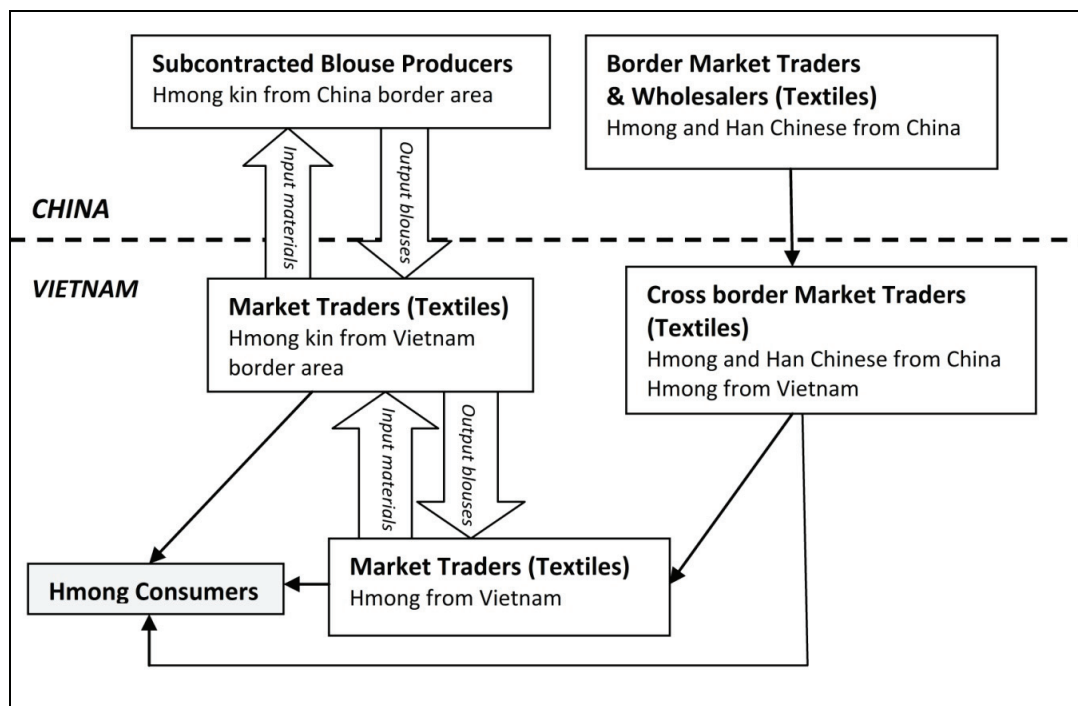 Subcontracted Blouse Producers
Hmong kin from China border area
Border Market Traders
& Wholesalers (Textiles)
Hmong and Han Chinese from China
Input materials
Output blouses
CHINA
VIETNAM
Market Traders (Textiles)
Hmong kin from Vietnam
border area
Cross border Market Traders
(Textiles)
Hmong and Han Chinese from China
Hmong from Vietnam
Input materials
Output blouses
Market Traders (Textiles)
Hmong from Vietnam
Hmong Consumers